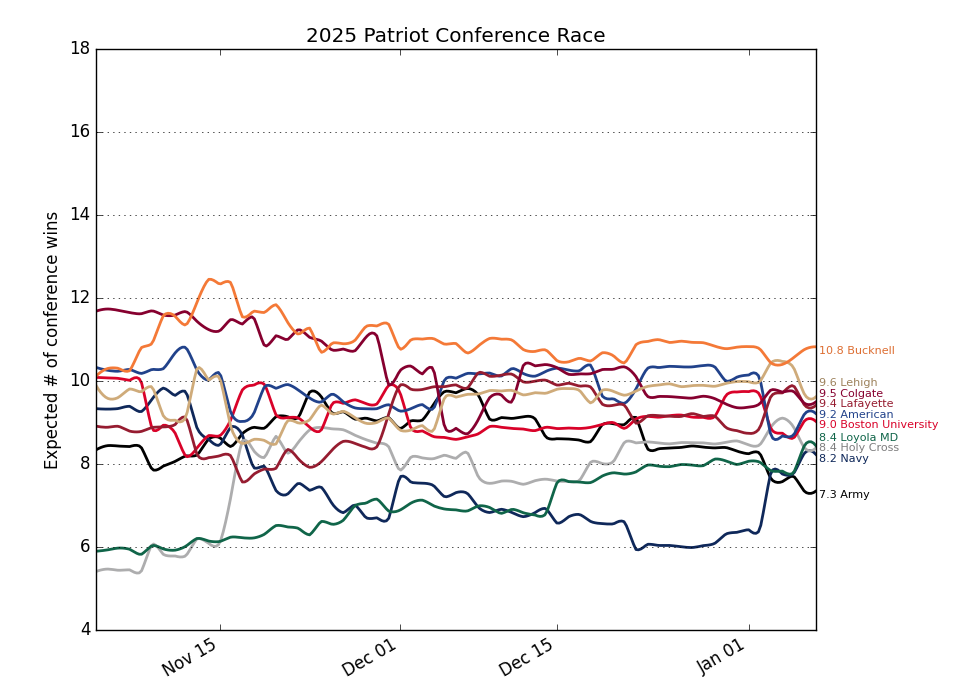 2025 Patriot Conference Race
Expected # of conference wins
18
16
14
12
10
8
6
4
Nov 15
Dec 01
Dec 15
Jan 01
10.8 Bucknell
9.6 Lehigh
9.5 Colgate
9.4 Lafayette
9.2 American
9.0 Boston University
8.4 Loyola MD
8.4 Holy Cross
8.2 Navy
7.3 Army